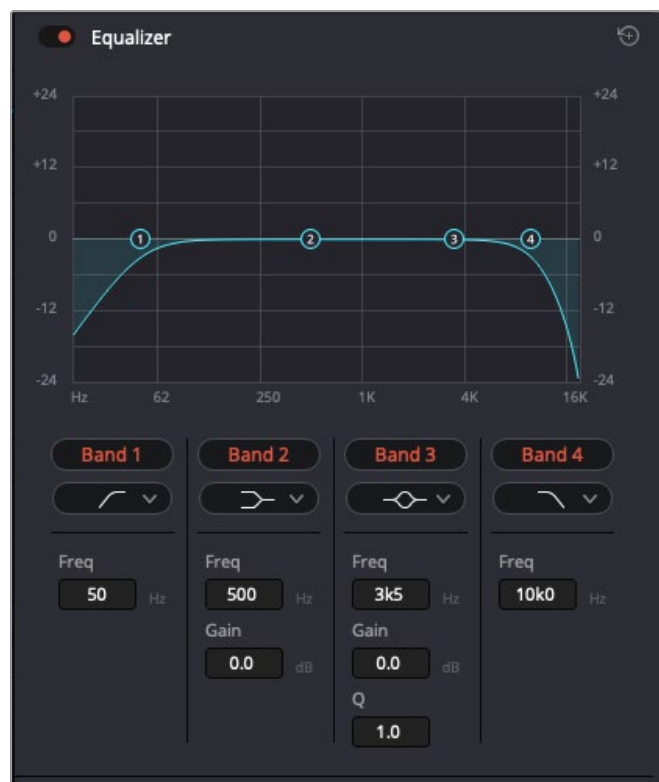 Equalizer
+24 +24
+12 +12
0 1 2 3 4 0
-12 -12
-24 -24
Hz 62 250 1K 4K 16K
Band 1 Band 2 Band 3 Band 4
Freq Freq Freq Freq
50 Hz 500 Hz 3k5 Hz 10k0 Hz
Gain Gain
0.0 dB 0.0 dB
Q
1.0